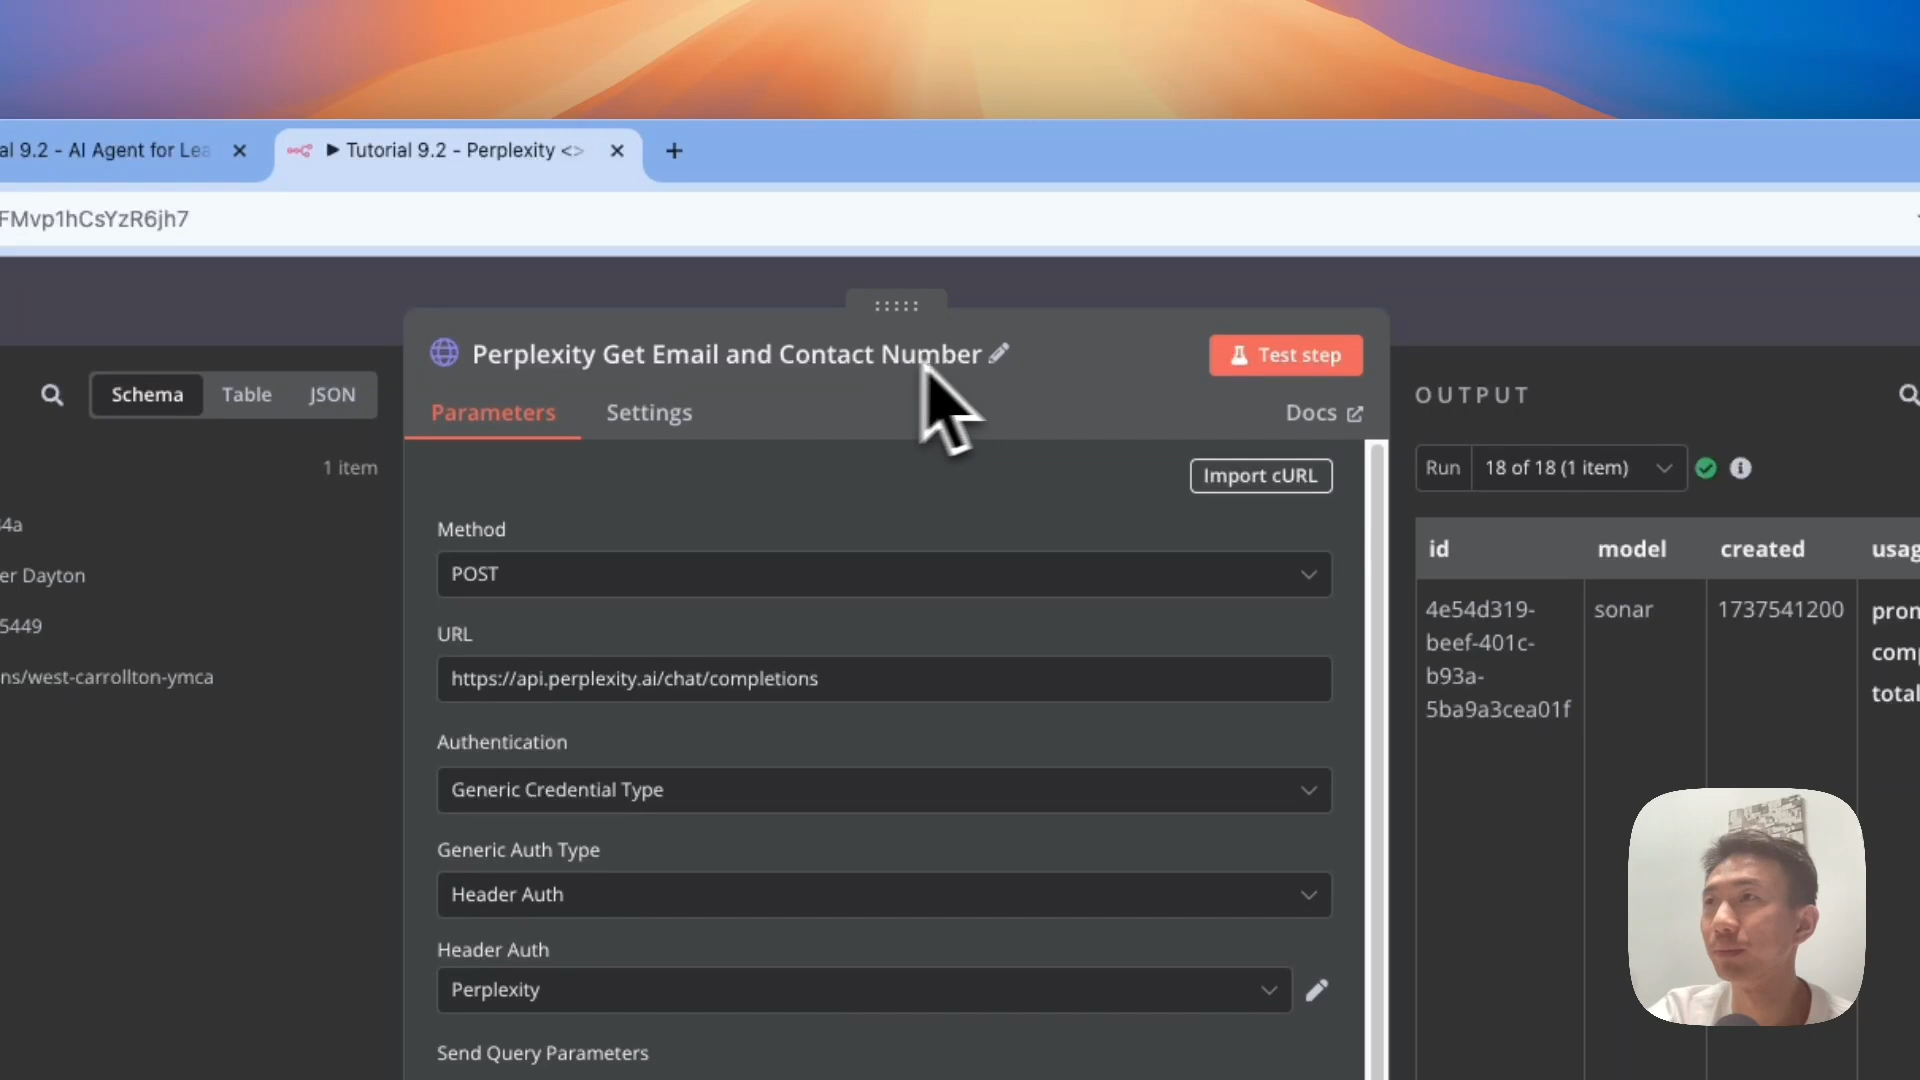 al 9.2 - AI Agent for Lea
▶ Tutorial 9.2 - Perplexity <>
FMvp1hCsYzR6jh7
Perplexity Get Email and Contact Number
Test step
Schema
Table
JSON
Parameters
Settings
Docs
OUTPUT
1 item
Import cURL
Run
18 of 18 (1 item)
4a
er Dayton
5449
ns/west-carrollton-ymca
Method
POST
URL
https://api.perplexity.ai/chat/completions
Authentication
Generic Credential Type
Generic Auth Type
Header Auth
Header Auth
Perplexity
Send Query Parameters
id
model
created
usag
4e54d319-
beef-401c-
b93a-
5ba9a3cea01f
sonar
1737541200
pron
comp
total